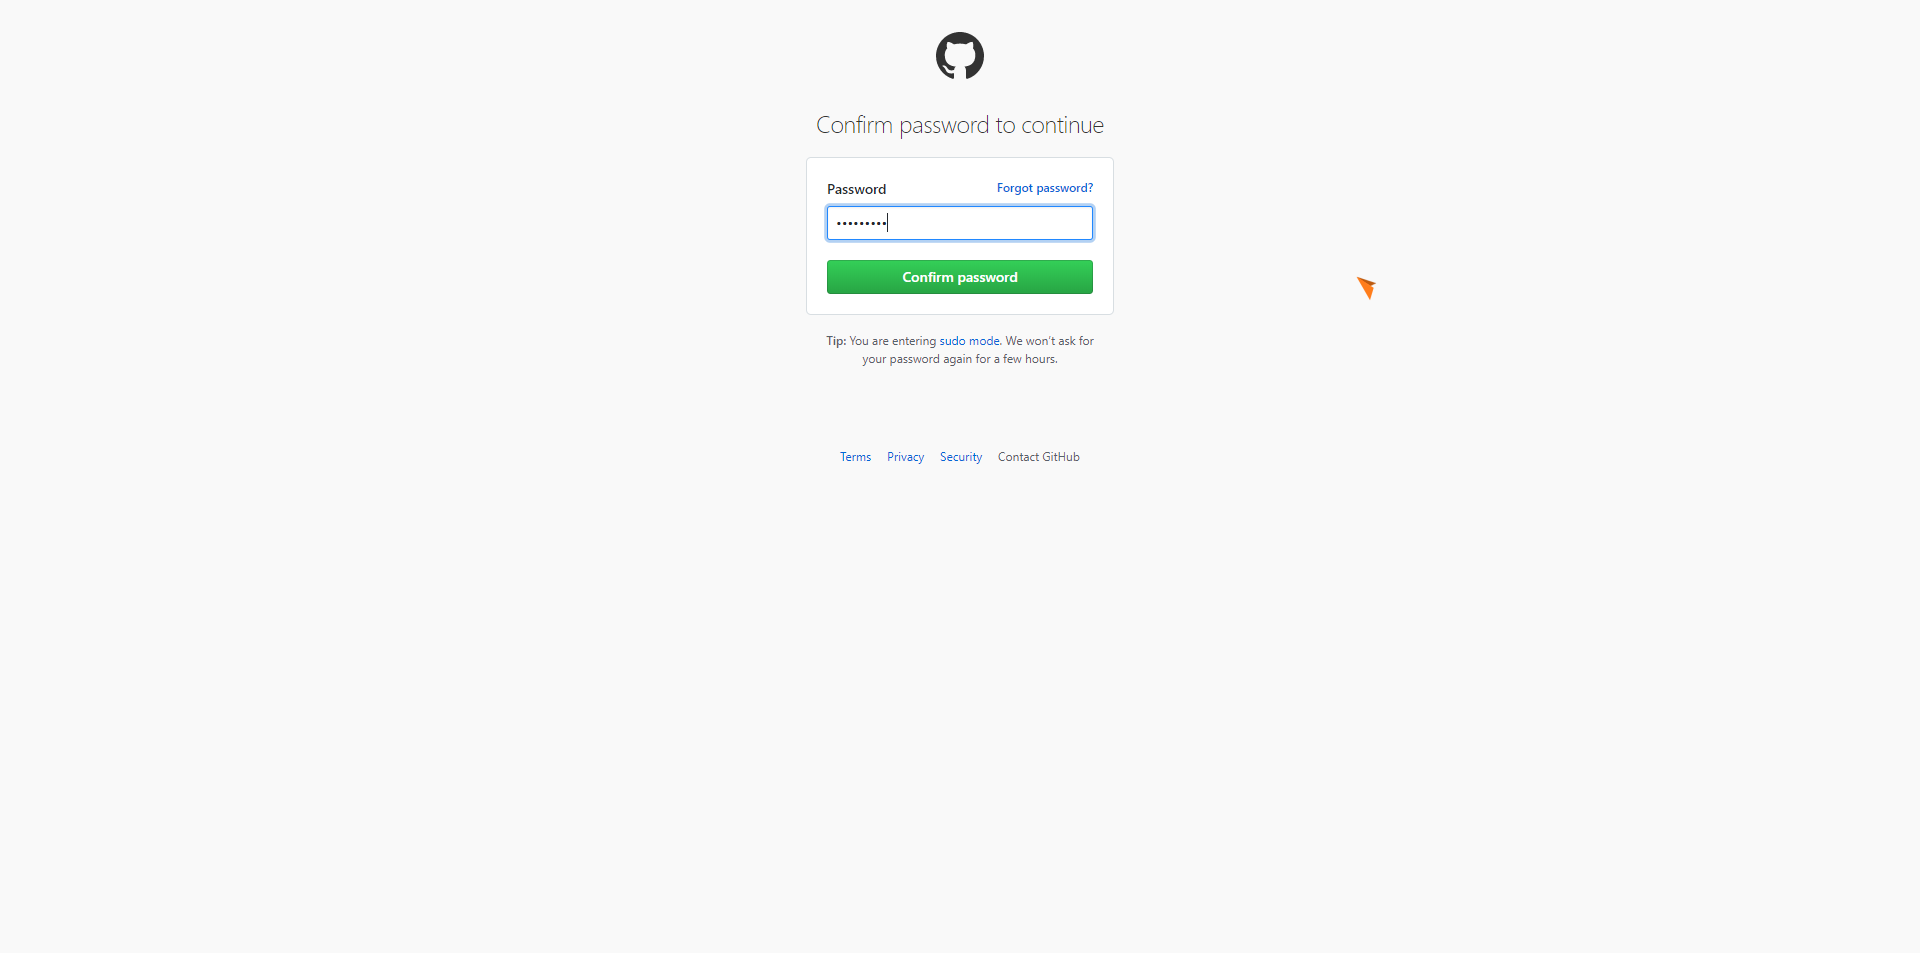 Confirm password to continue
Password Forgot password?
•••••••••
Confirm password
Tip: You are entering sudo mode. We won't ask for
your password again for a few hours.
Terms Privacy Security Contact GitHub